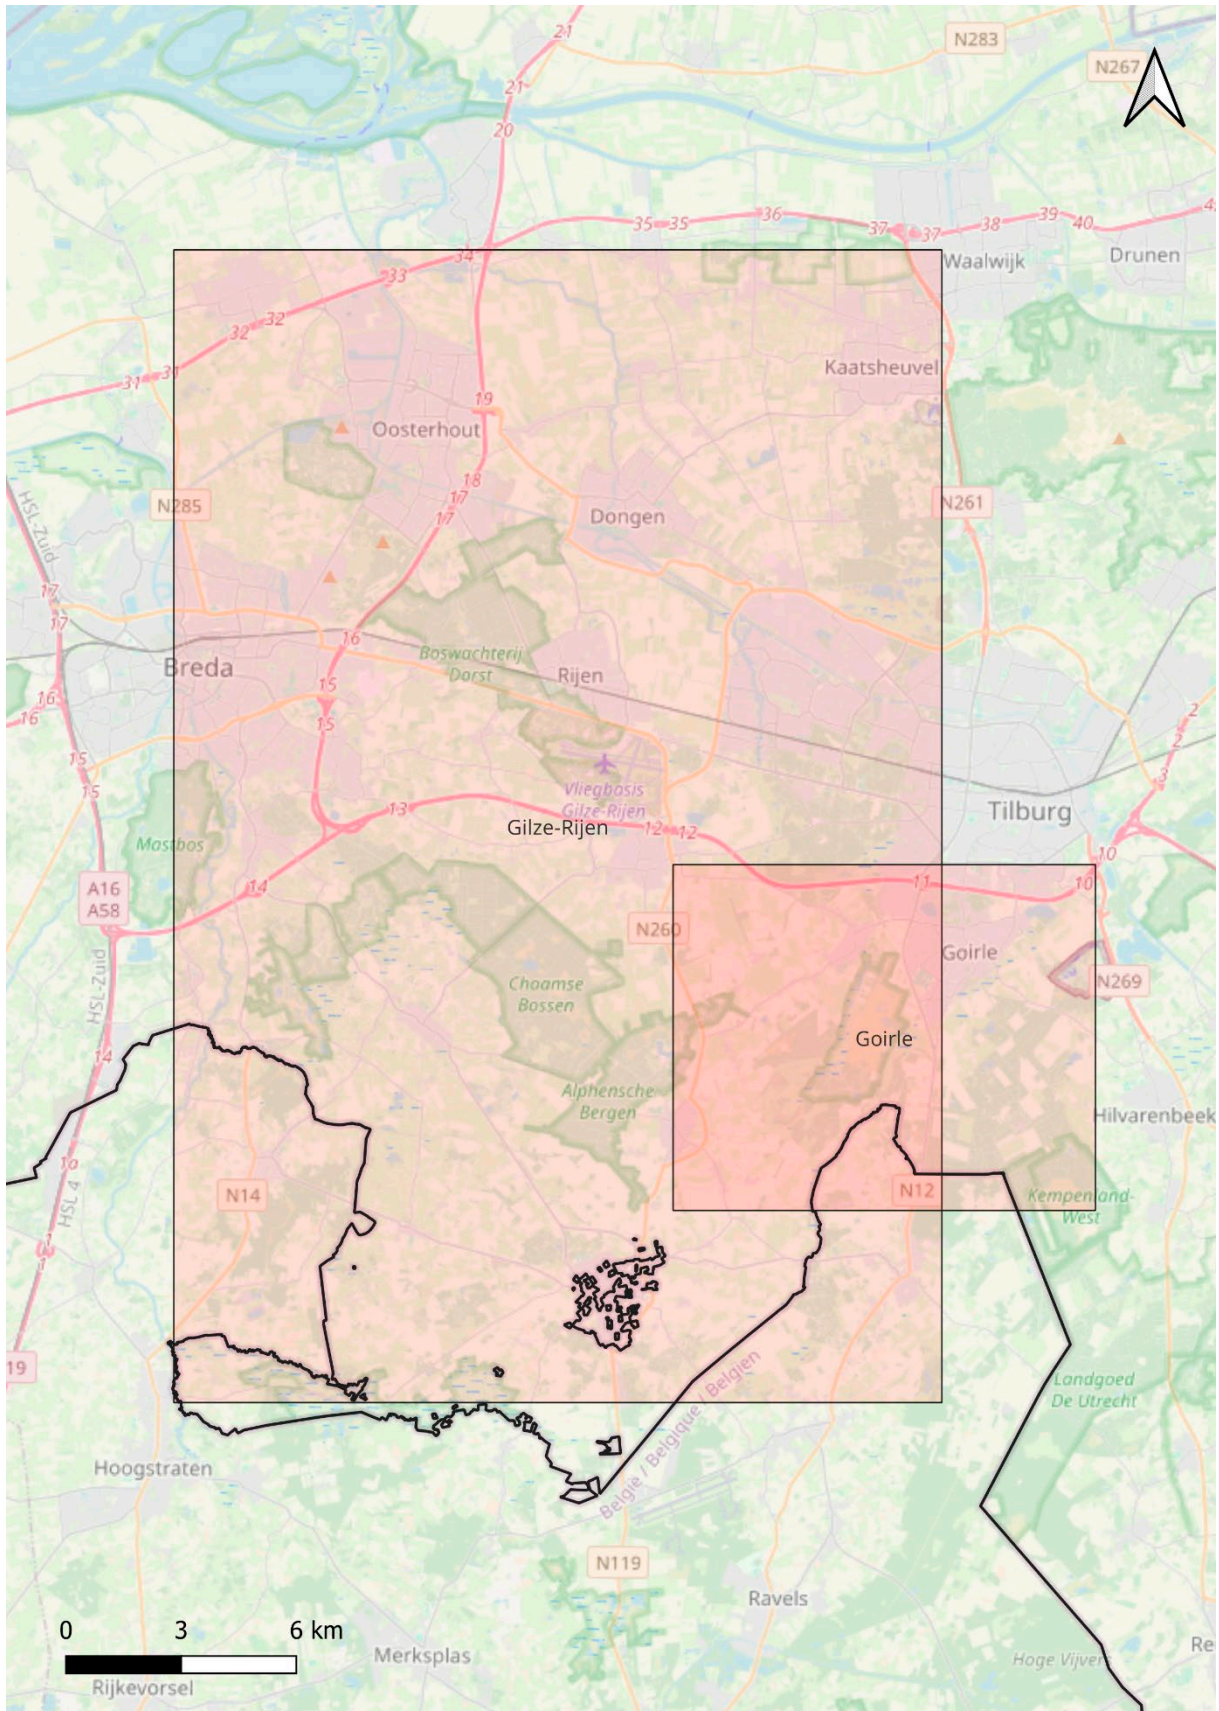 21
N283
N267
21
20
35
35
36
37
37
38
39
40
34
Waalwijk
Drunen
33
32
32
31
31
Kaatsheuvel
19
Oosterhout
18
17
17
N285
Dongen
N261
HSL-Zuid
17
17
16
Boswachterij
Dorst
Breda
Rijen
15
16
16
15
2
2
3
15
15
Vliegbasis
Gilze-Rijen
13
Gilze-Rijen
12
12
Tilburg
Mastbos
10
11
10
14
A16
A58
N260
Goirle
HSL-Zuid
Chaamse
Bossen
N269
Goirle
14
Alphensche
Bergen
Hilvarenbeek
1a
N14
HSL 4
N12
Kempenland-
West
1
1
19
België / Belgique / Belgien
Landgoed
De Utrecht
Hoogstraten
N119
Ravels
0 3 6 km
Merksplas
Hoge Vijvers
Re
Rijkevorsel